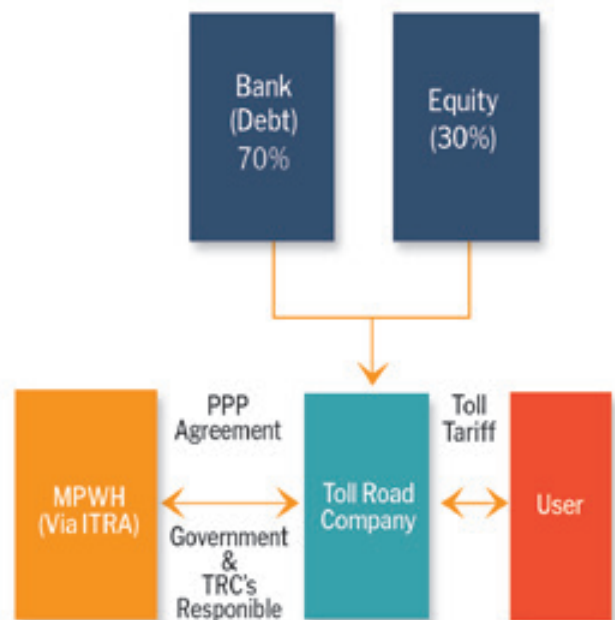 Bank
(Debt)
70%
Equity
(30%)
MPWH
(Via ITRA)
PPP
Agreement
Government
&
TRC's
Responible
Toll Road
Company
Toll
Tariff
User